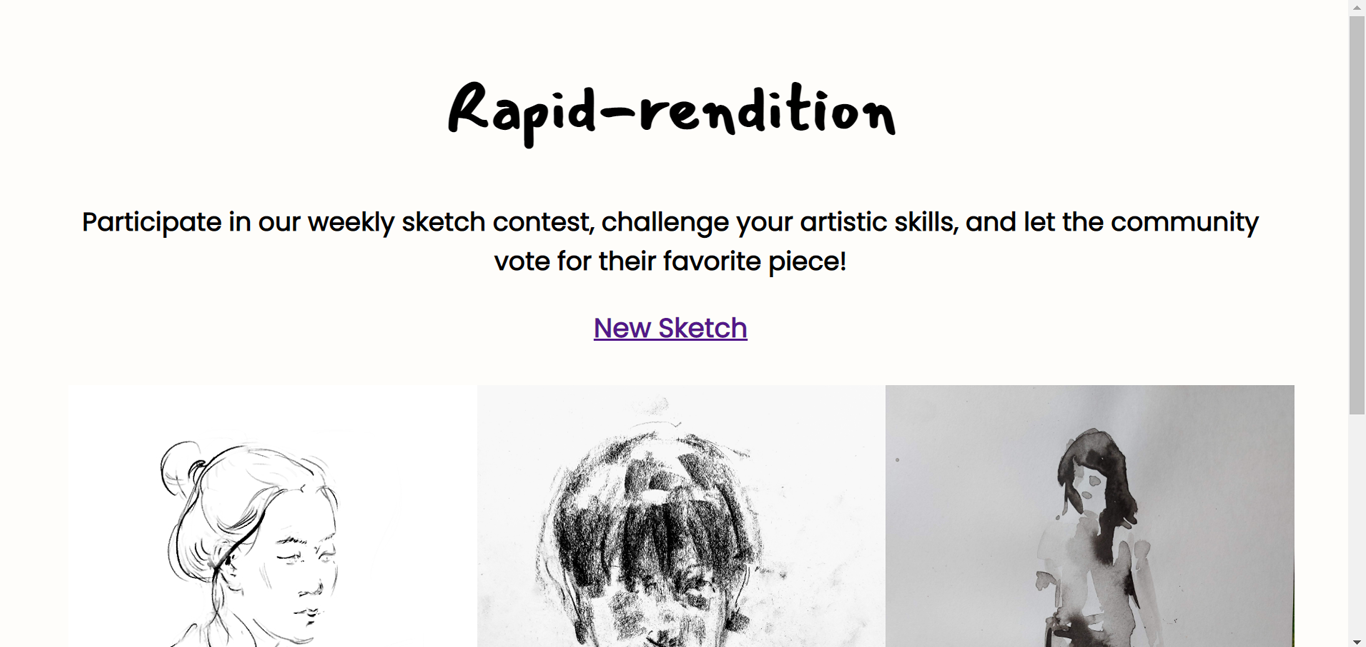 Rapid-rendition
Participate in our weekly sketch contest, challenge your artistic skills, and let the community
vote for their favorite piece!
New Sketch